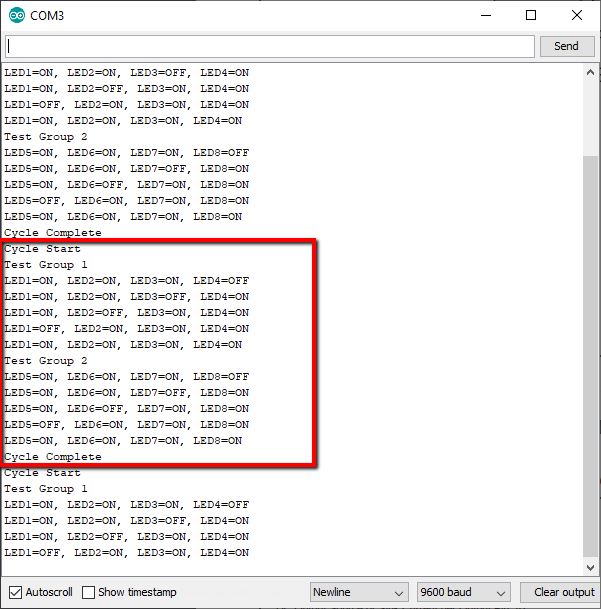 COM3
Send
LED1=ON, LED2=ON, LED3=OFF, LED4=ON
LED1=ON, LED2=OFF, LED3=ON, LED4=ON
LED1=OFF, LED2=ON, LED3=ON, LED4=ON
LED1=ON, LED2=ON, LED3=ON, LED4=ON
Test Group 2
LED5=ON, LED6=ON, LED7=ON, LED8=OFF
LED5=ON, LED6=ON, LED7=OFF, LED8=ON
LED5=ON, LED6=OFF, LED7=ON, LED8=ON
LED5=OFF, LED6=ON, LED7=ON, LED8=ON
LED5=ON, LED6=ON, LED7=ON, LED8=ON
Cycle Complete
Cycle Start
Test Group 1
LED1=ON, LED2=ON, LED3=ON, LED4=OFF
LED1=ON, LED2=ON, LED3=OFF, LED4=ON
LED1=ON, LED2=OFF, LED3=ON, LED4=ON
LED1=OFF, LED2=ON, LED3=ON, LED4=ON
LED1=ON, LED2=ON, LED3=ON, LED4=ON
Test Group 2
LED5=ON, LED6=ON, LED7=ON, LED8=OFF
LED5=ON, LED6=ON, LED7=OFF, LED8=ON
LED5=ON, LED6=OFF, LED7=ON, LED8=ON
LED5=OFF, LED6=ON, LED7=ON, LED8=ON
LED5=ON, LED6=ON, LED7=ON, LED8=ON
Cycle Complete
Cycle Start
Test Group 1
LED1=ON, LED2=ON, LED3=ON, LED4=OFF
LED1=ON, LED2=ON, LED3=OFF, LED4=ON
LED1=ON, LED2=OFF, LED3=ON, LED4=ON
LED1=OFF, LED2=ON, LED3=ON, LED4=ON
Autoscroll Show timestamp Newline 9600 baud Clear output